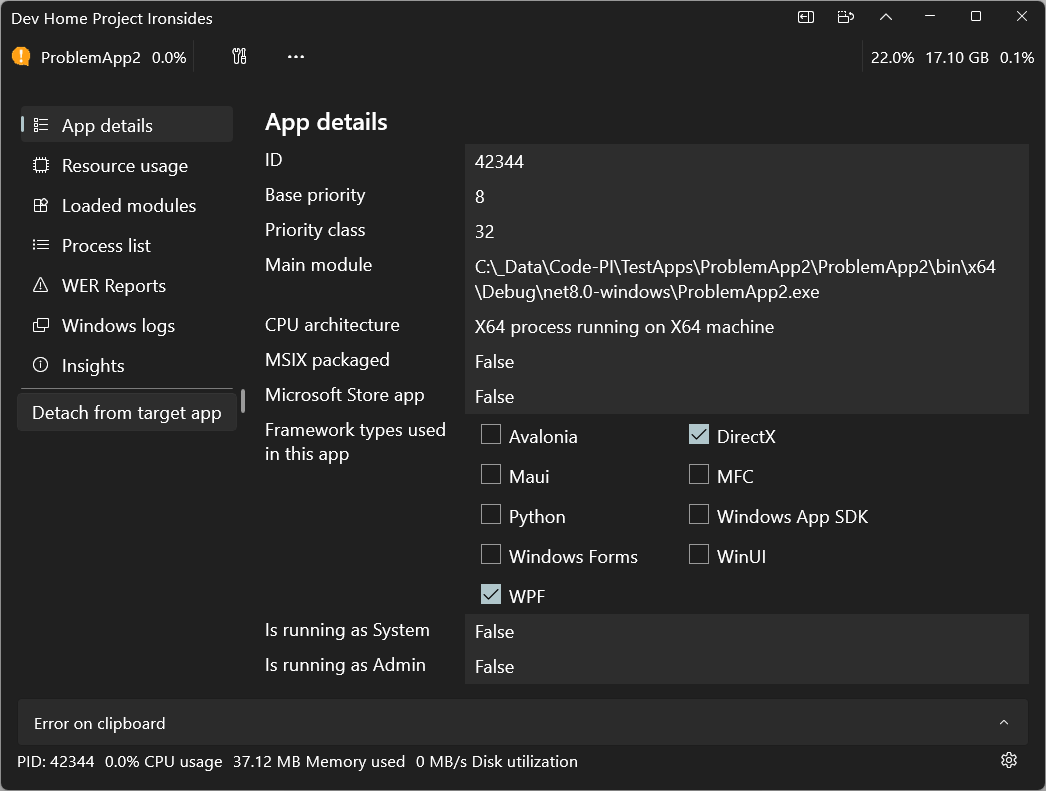 Dev Home Project Ironsides
ProblemApp2 0.0% 22.0% 17.10 GB 0.1%
App details
Resource usage
Loaded modules
Process list
WER Reports
Windows logs
Insights
Detach from target app
App details
ID 42344
Base priority 8
Priority class 32
Main module C:\_Data\Code-PI\TestApps\ProblemApp2\ProblemApp2\bin\x64
\Debug\net8.0-windows\ProblemApp2.exe
CPU architecture X64 process running on X64 machine
MSIX packaged False
Microsoft Store app False
Framework types used
in this app
Avalonia DirectX
Maui MFC
Python Windows App SDK
Windows Forms WinUI
WPF
Is running as System False
Is running as Admin False
Error on clipboard
PID: 42344 0.0% CPU usage 37.12 MB Memory used 0 MB/s Disk utilization